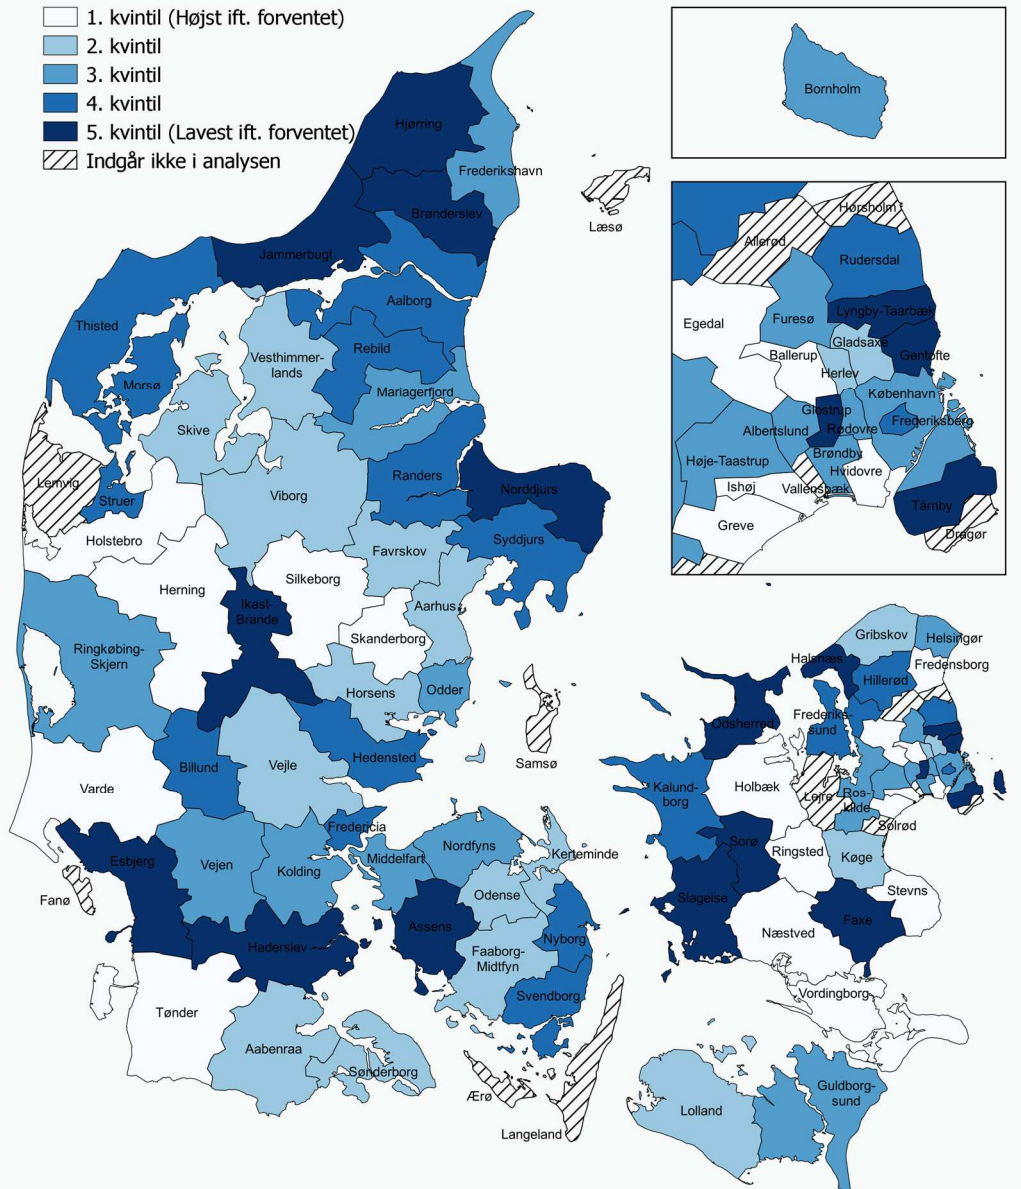 1. kvintil (Højst ift. forventet)
2. kvintil
3. kvintil
4. kvintil
5. kvintil (Lavest ift. forventet)
Indgår ikke i analysen
Bornholm
Hjørring
Frederikshavn
Brønderslev
Læsø
Jammerbugt
Aalborg
Thisted
Rebild
Vesthimmer-
lands
Morsø
Mariagerfjord
Skive
Randers
Norddjurs
Lemvig
Viborg
Struer
Holstebro
Syddjurs
Favrskov
Silkeborg
Herning
Ikast-
Brande
Aarhus
Skanderborg
Ringkøbing-
Skjern
Horsens
Odder
Samsø
Hedensted
Billund
Vejle
Varde
Fredericia
Esbjerg
Vejen
Kolding
Middelfart
Nordfyns
Kerteminde
Fanø
Odense
Assens
Haderslev
Nyborg
Faaborg-
Midtfyn
Svendborg
Tønder
Aabenraa
Sønderborg
Ærø
Langeland
Hørsholm
Allerød
Rudersdal
Egedal
Furesø
Lyngby-Taarbæk
Gladsaxe
Gentofte
Ballerup
Herlev
København
Glostrup
Frederiksberg
Albertslund
Rødovre
Høje-Taastrup
Brøndby
Hvidovre
Ishøj
Vallensbæk
Tårnby
Greve
Dragør
Gribskov
Helsingør
Halsnæs
Fredensborg
Hillerød
Odsherred
Frederiks-
sund
Kalund-
borg
Holbæk
Lejre
Ros-
kilde
Solrød
Sorø
Ringsted
Køge
Stevns
Slagelse
Faxe
Næstved
Vordingborg
Guldborg-
sund
Lolland